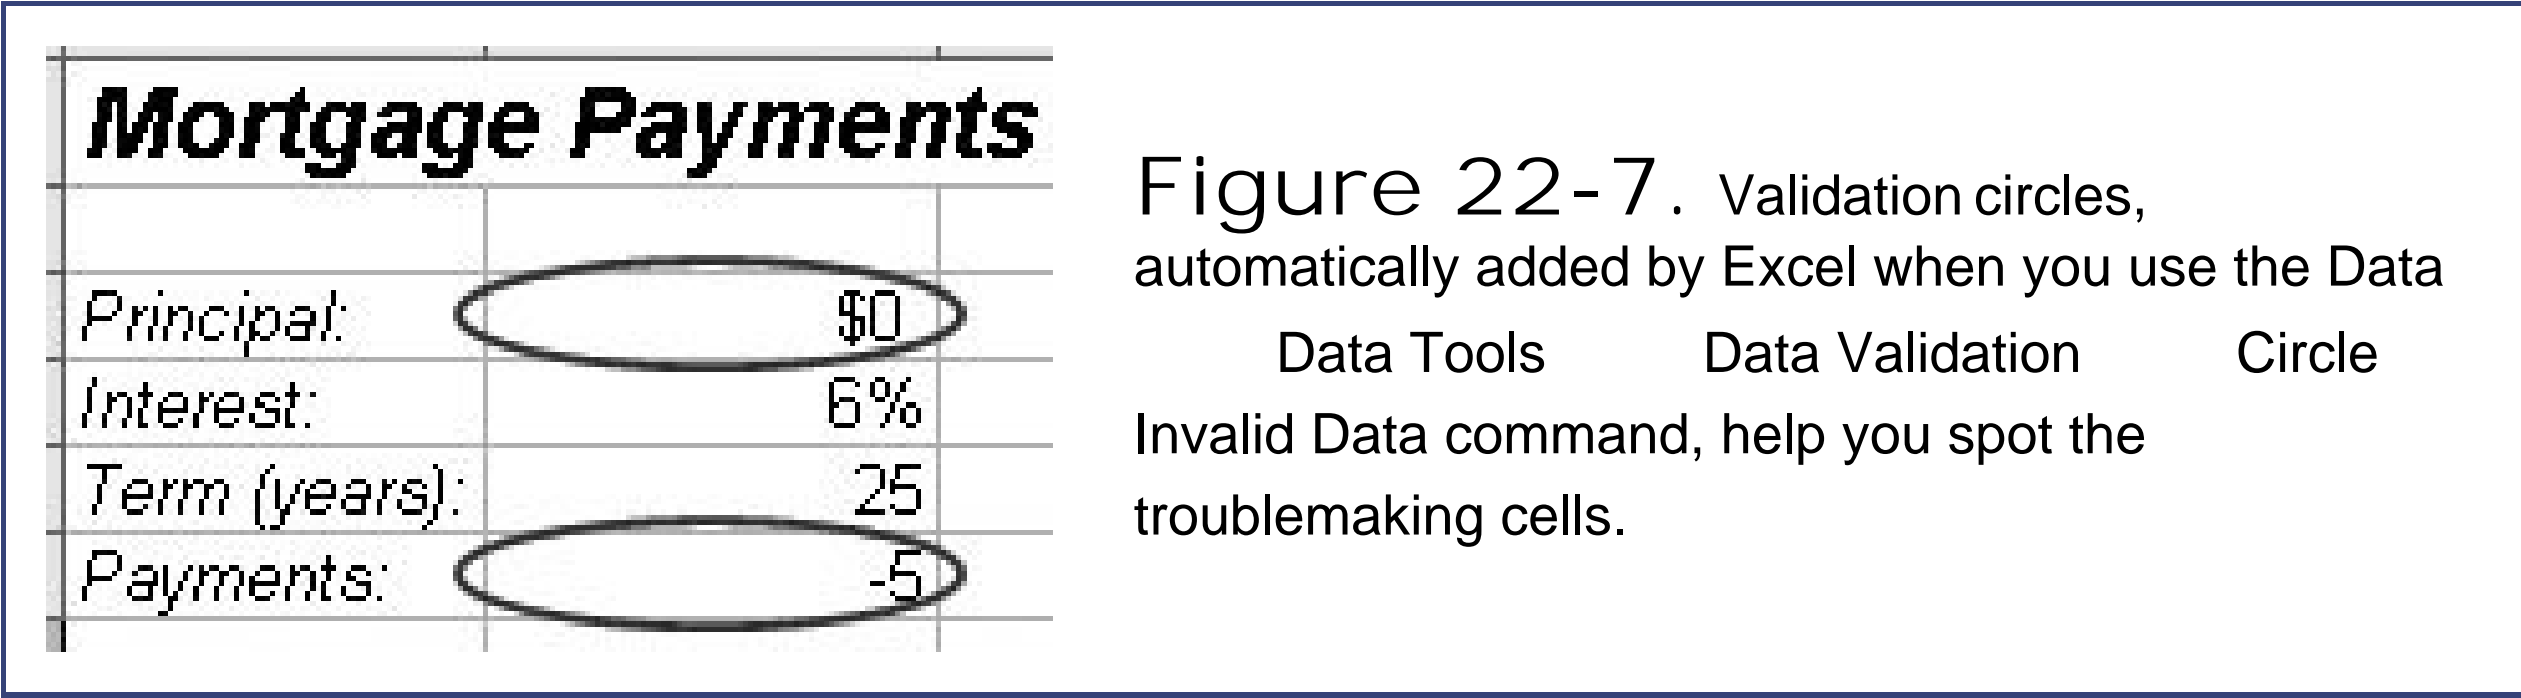 Mortgage Payments
Principal: $0
Interest: 6%
Term (years): 25
Payments: -5
Figure 22-7. Validation circles,
automatically added by Excel when you use the Data
Data Tools Data Validation Circle
Invalid Data command, help you spot the
troublemaking cells.